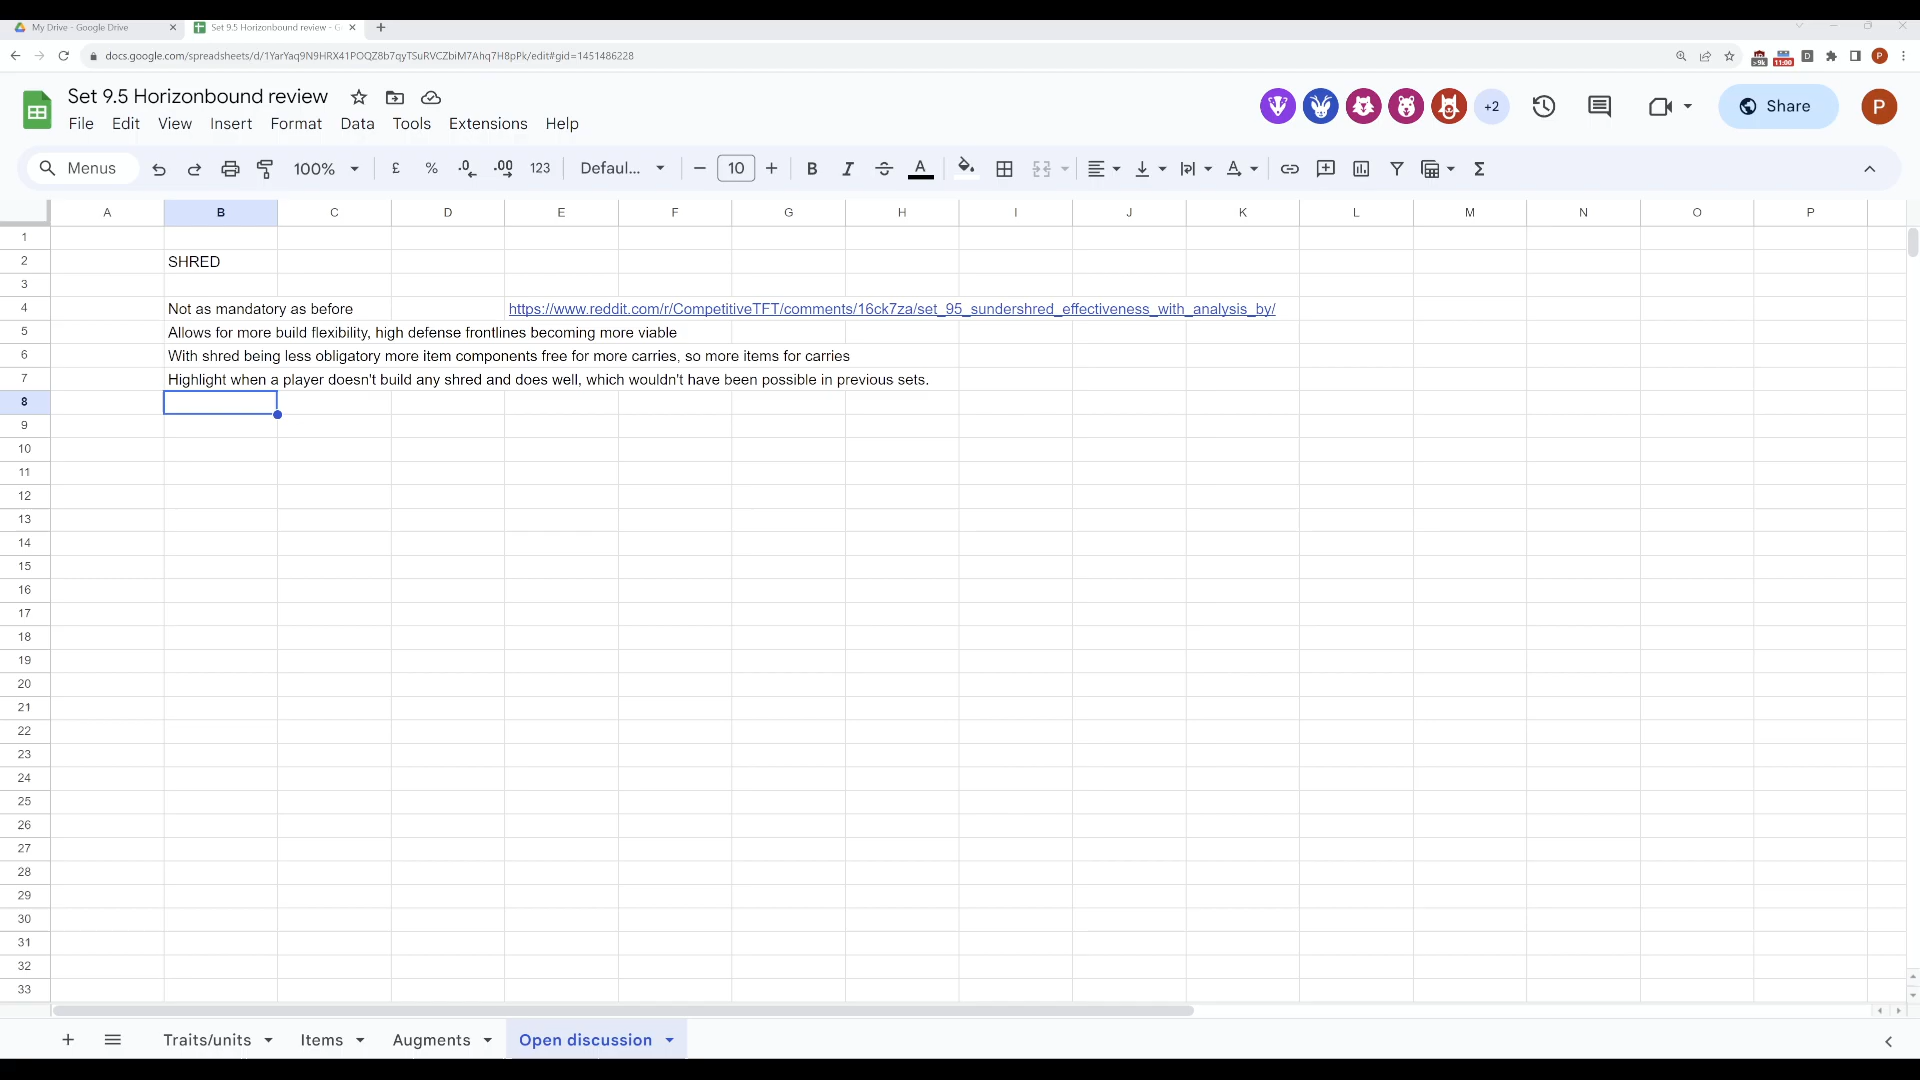 My Drive - Google Drive
Set 9.5 Horizonbound review - G
docs.google.com/spreadsheets/d/1YarYaq9N9HRX41POQZ8b7qyTSuRVCZbiM7Ahq7H8pPk/edit#gid=1451486228
>9k 11:00 D P
Set 9.5 Horizonbound review
+2 Share P
File Edit View Insert Format Data Tools Extensions Help
Menus 100% £ % .0 .00 123 Defaul... 10 B I A
A B C D E F G H I J K L M N O P
1
2 SHRED
3
4 Not as mandatory as before https://www.reddit.com/r/CompetitiveTFT/comments/16ck7za/set_95_sundershred_effectiveness_with_analysis_by/
5 Allows for more build flexibility, high defense frontlines becoming more viable
6 With shred being less obligatory more item components free for more carries, so more items for carries
7 Highlight when a player doesn't build any shred and does well, which wouldn't have been possible in previous sets.
8
9
10
11
12
13
14
15
16
17
18
19
20
21
22
23
24
25
26
27
28
29
30
31
32
33
Traits/units Items Augments Open discussion